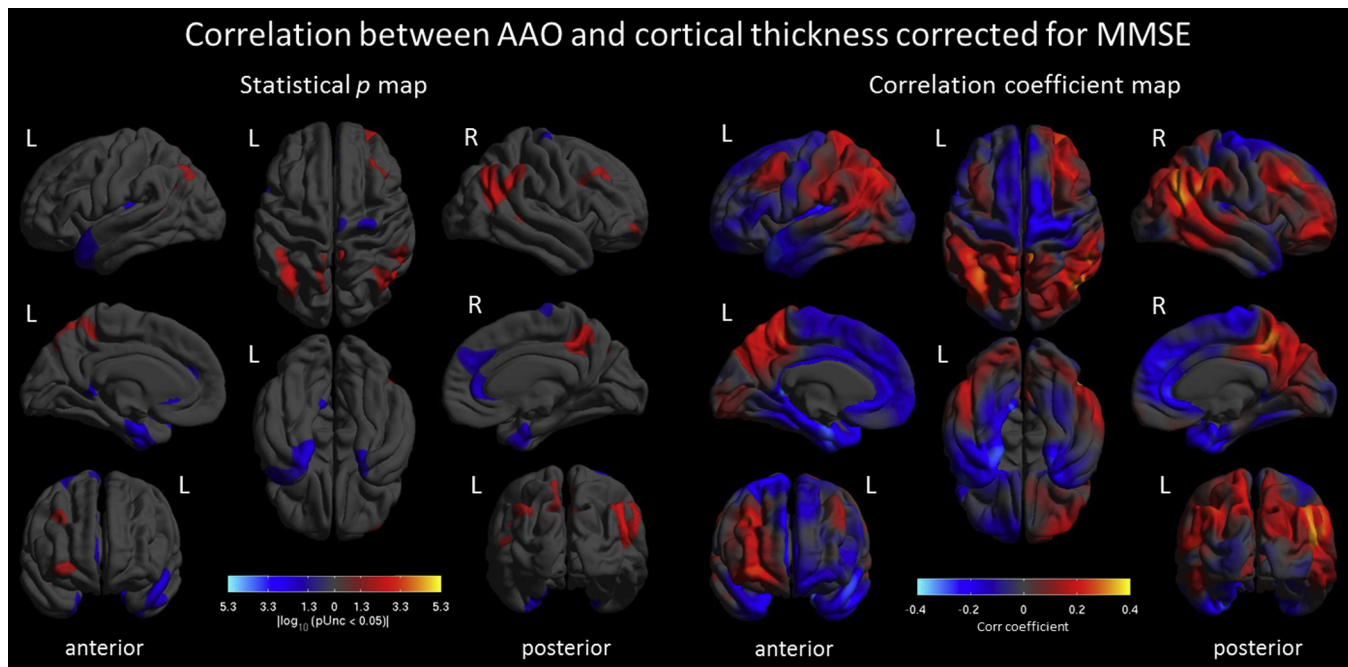 Correlation between AAO and cortical thickness corrected for MMSE
Statistical p map
Correlation coefficient map
L
L
R
L
L
R
L
R
L
L
L
R
L
L
L
L
5.3 3.3 1.3 0 1.3 3.3 5.3
|log10 (pUnc < 0.05)|
-0.4 -0.2 0 0.2 0.4
Corr coefficient
anterior
posterior
anterior
posterior